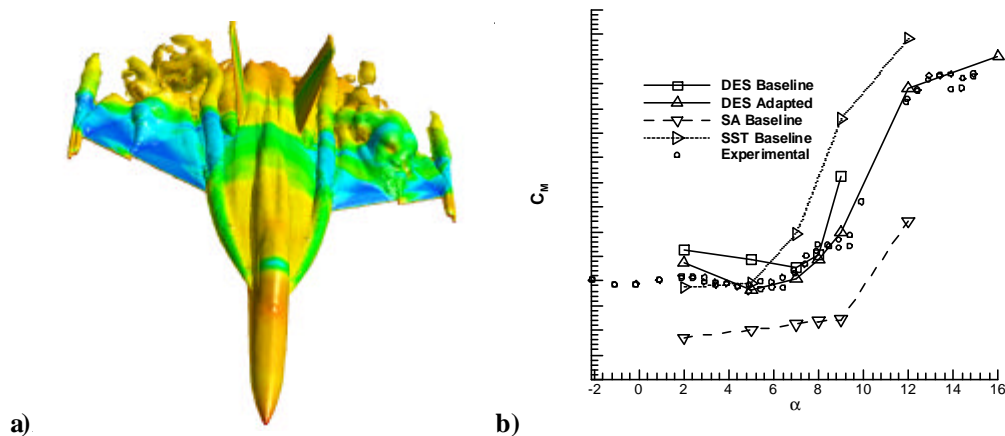 a)
b)
C_M
DES Baseline
DES Adapted
SA Baseline
SST Baseline
Experimental
-2 0 2 4 6 8 10 12 14 16
α